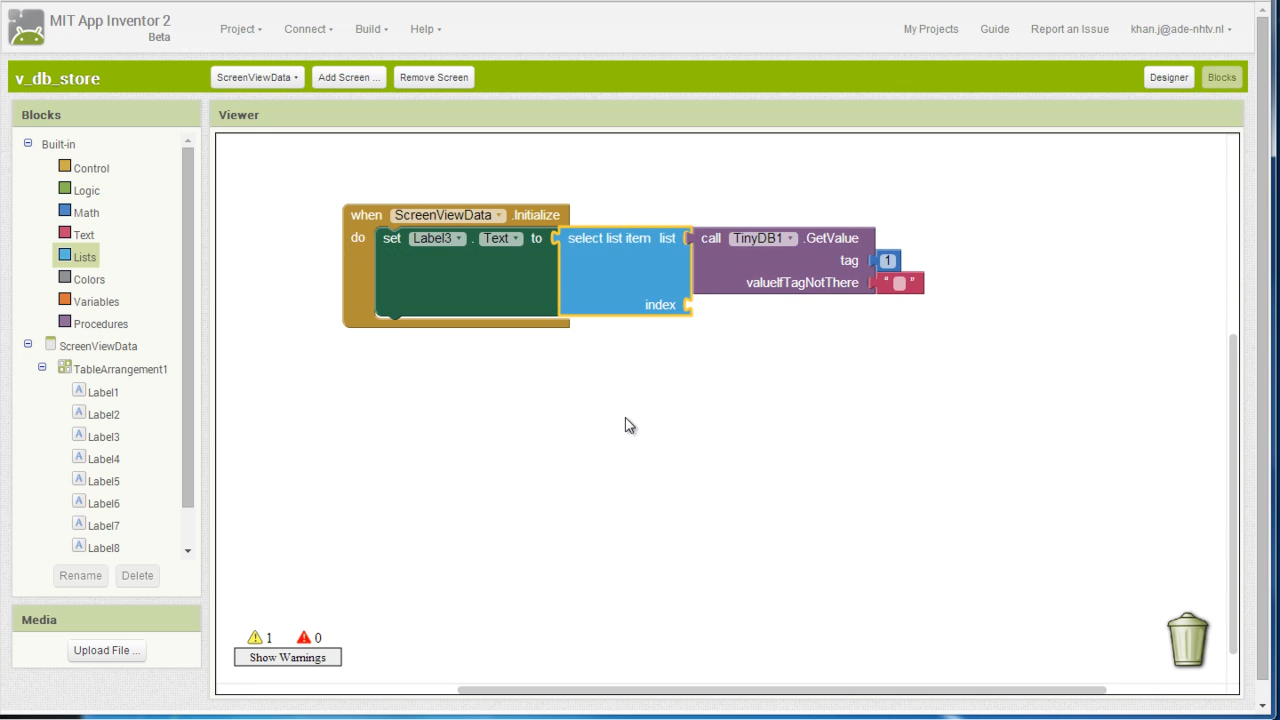 MIT App Inventor 2
Beta
Project Connect Build Help My Projects Guide Report an Issue khan.j@ade-nhtv.nl
v_db_store ScreenViewData Add Screen ... Remove Screen Designer Blocks
Blocks Viewer
Built-in
Control
Logic
Math
Text
Lists
Colors
Variables
Procedures
ScreenViewData
TableArrangement1
Label1
Label2
Label3
Label4
Label5
Label6
Label7
Label8
Rename Delete
Media
Upload File ...
when ScreenViewData .Initialize
do set Label3 . Text to select list item list call TinyDB1 .GetValue
tag 1
valueIfTagNotThere " "
index
1 0
Show Warnings